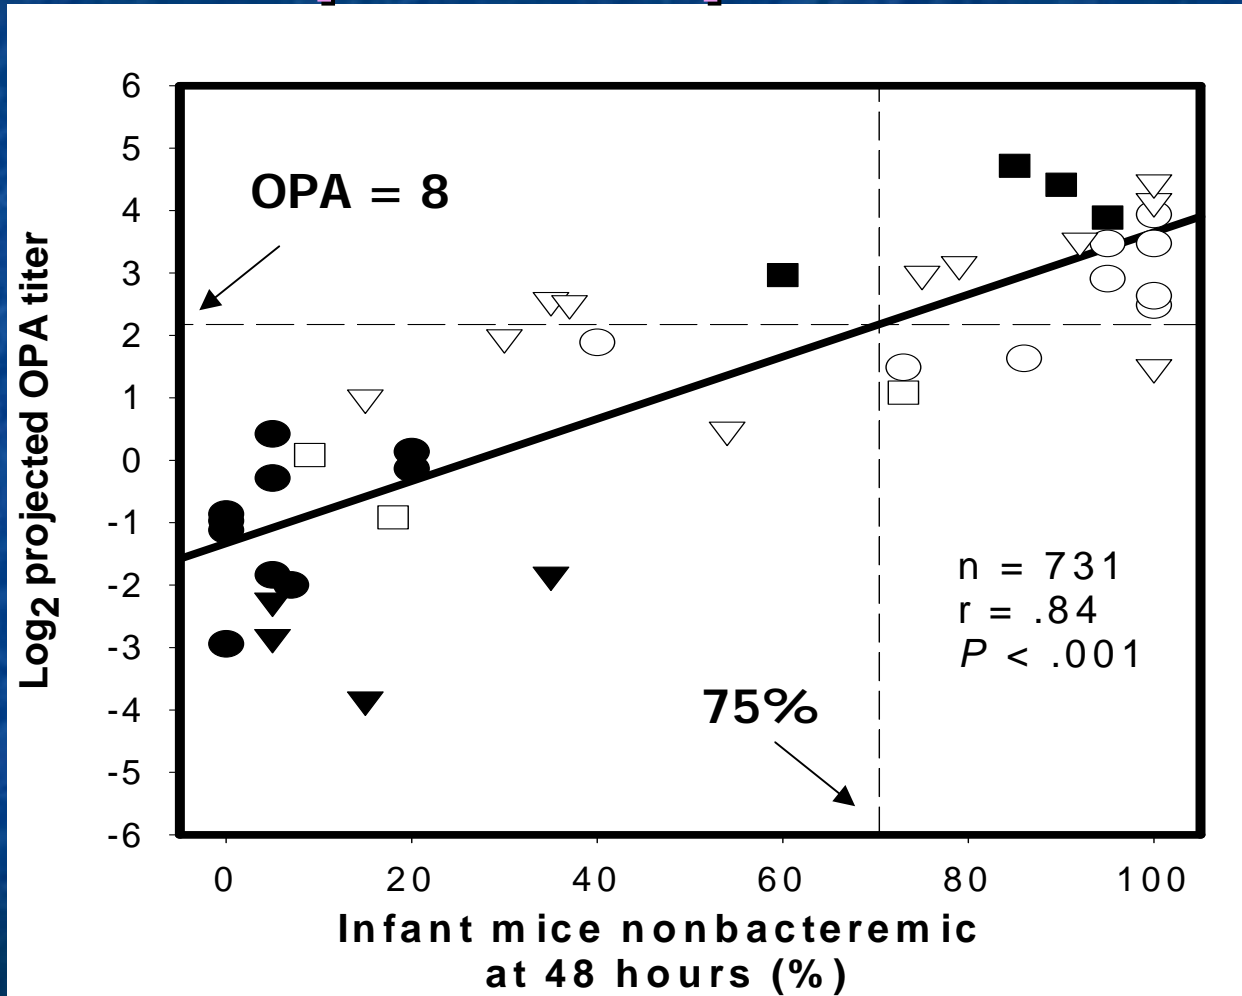 6
5
4
3
2
1
0
-1
-2
-3
-4
-5
-6
Log2 projected OPA titer
OPA = 8
n = 731
r = .84
P < .001
75%
0 20 40 60 80 100
Infant mice nonbacteremic
at 48 hours (%)